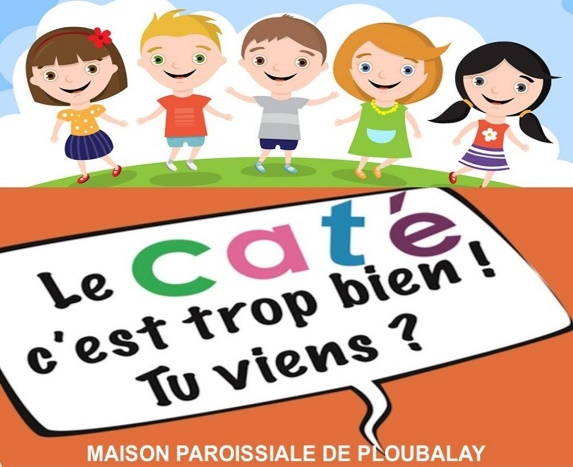 Le caté
c'est trop bien !
Tu viens ?
MAISON PAROISSIALE DE PLOUBALAY